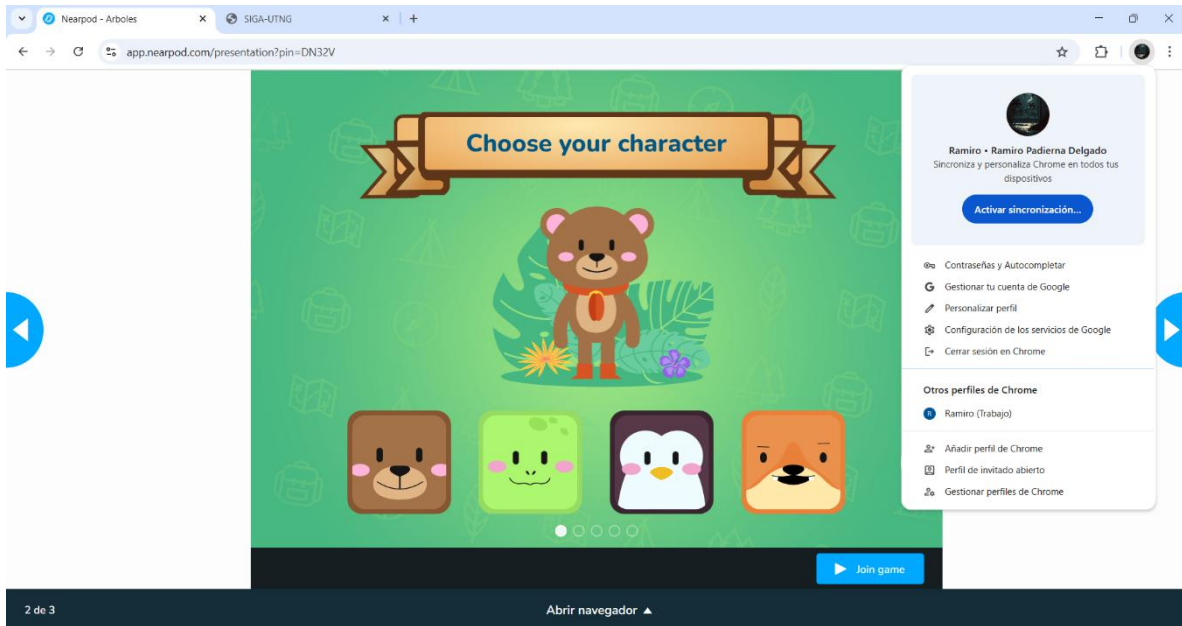 Nearpod - Arboles
SIGA-UTNG
app.nearpod.com/presentation?pin=DN32V
Choose your character
Ramiro • Ramiro Padierna Delgado
Sincroniza y personaliza Chrome en todos tus
dispositivos
Activar sincronización...
Contraseñas y Autocompletar
Gestionar tu cuenta de Google
Personalizar perfil
Configuración de los servicios de Google
Cerrar sesión en Chrome
Otros perfiles de Chrome
R Ramiro (Trabajo)
Añadir perfil de Chrome
Perfil de invitado abierto
Gestionar perfiles de Chrome
Join game
2 de 3
Abrir navegador